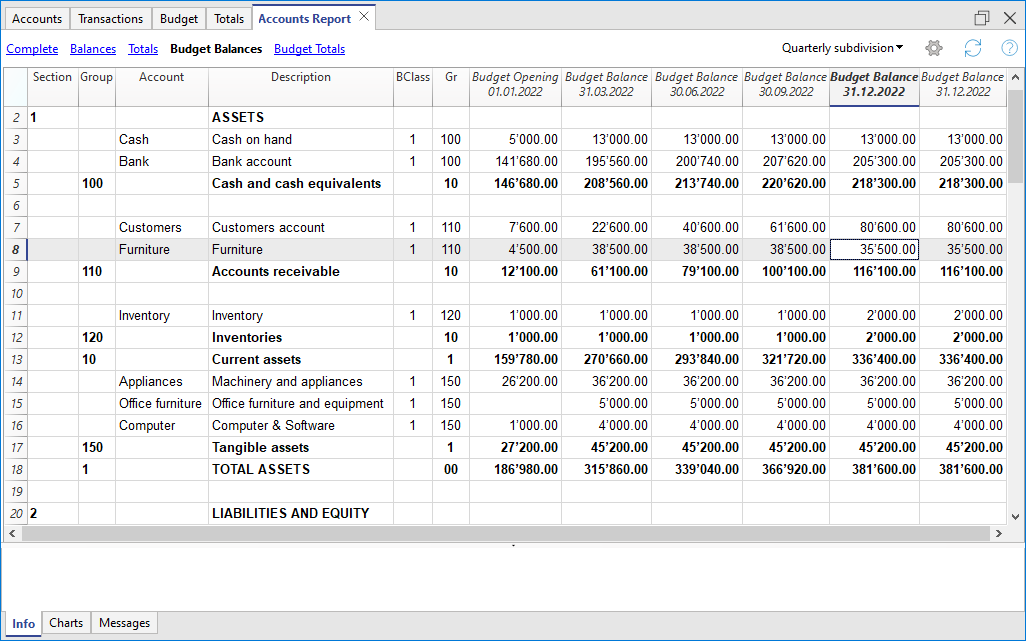 Accounts Transactions Budget Totals Accounts Report
Complete Balances Totals Budget Balances Budget Totals Quarterly subdivision
Section Group Account Description BClass Gr Budget Opening Budget Balance Budget Balance Budget Balance Budget Balance Budget Balance
01.01.2022 31.03.2022 30.06.2022 30.09.2022 31.12.2022 31.12.2022
2 1 ASSETS
3 Cash Cash on hand 1 100 5'000.00 13'000.00 13'000.00 13'000.00 13'000.00 13'000.00
4 Bank Bank account 1 100 141'680.00 195'560.00 200'740.00 207'620.00 205'300.00 205'300.00
5 100 Cash and cash equivalents 10 146'680.00 208'560.00 213'740.00 220'620.00 218'300.00 218'300.00
6
7 Customers Customers account 1 110 7'600.00 22'600.00 40'600.00 61'600.00 80'600.00 80'600.00
8 Furniture Furniture 1 110 4'500.00 38'500.00 38'500.00 38'500.00 35'500.00 35'500.00
9 110 Accounts receivable 10 12'100.00 61'100.00 79'100.00 100'100.00 116'100.00 116'100.00
10
11 Inventory Inventory 1 120 1'000.00 1'000.00 1'000.00 1'000.00 2'000.00 2'000.00
12 120 Inventories 10 1'000.00 1'000.00 1'000.00 1'000.00 2'000.00 2'000.00
13 10 Current assets 1 159'780.00 270'660.00 293'840.00 321'720.00 336'400.00 336'400.00
14 Appliances Machinery and appliances 1 150 26'200.00 36'200.00 36'200.00 36'200.00 36'200.00 36'200.00
15 Office furniture Office furniture and equipment 1 150 5'000.00 5'000.00 5'000.00 5'000.00 5'000.00
16 Computer Computer & Software 1 150 1'000.00 4'000.00 4'000.00 4'000.00 4'000.00 4'000.00
17 150 Tangible assets 1 27'200.00 45'200.00 45'200.00 45'200.00 45'200.00 45'200.00
18 1 TOTAL ASSETS 00 186'980.00 315'860.00 339'040.00 366'920.00 381'600.00 381'600.00
19
20 2 LIABILITIES AND EQUITY
Info Charts Messages